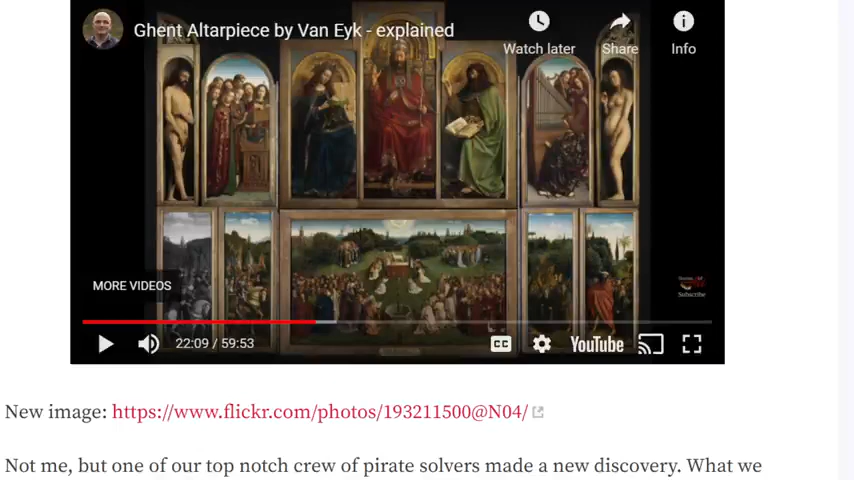 Ghent Altarpiece by Van Eyk - explained
Watch later
Share
Info
MORE VIDEOS
Subscribe
22:09 / 59:53
CC
YouTube
New image: https://www.flickr.com/photos/193211500@N04/
Not me, but one of our top notch crew of pirate solvers made a new discovery. What we